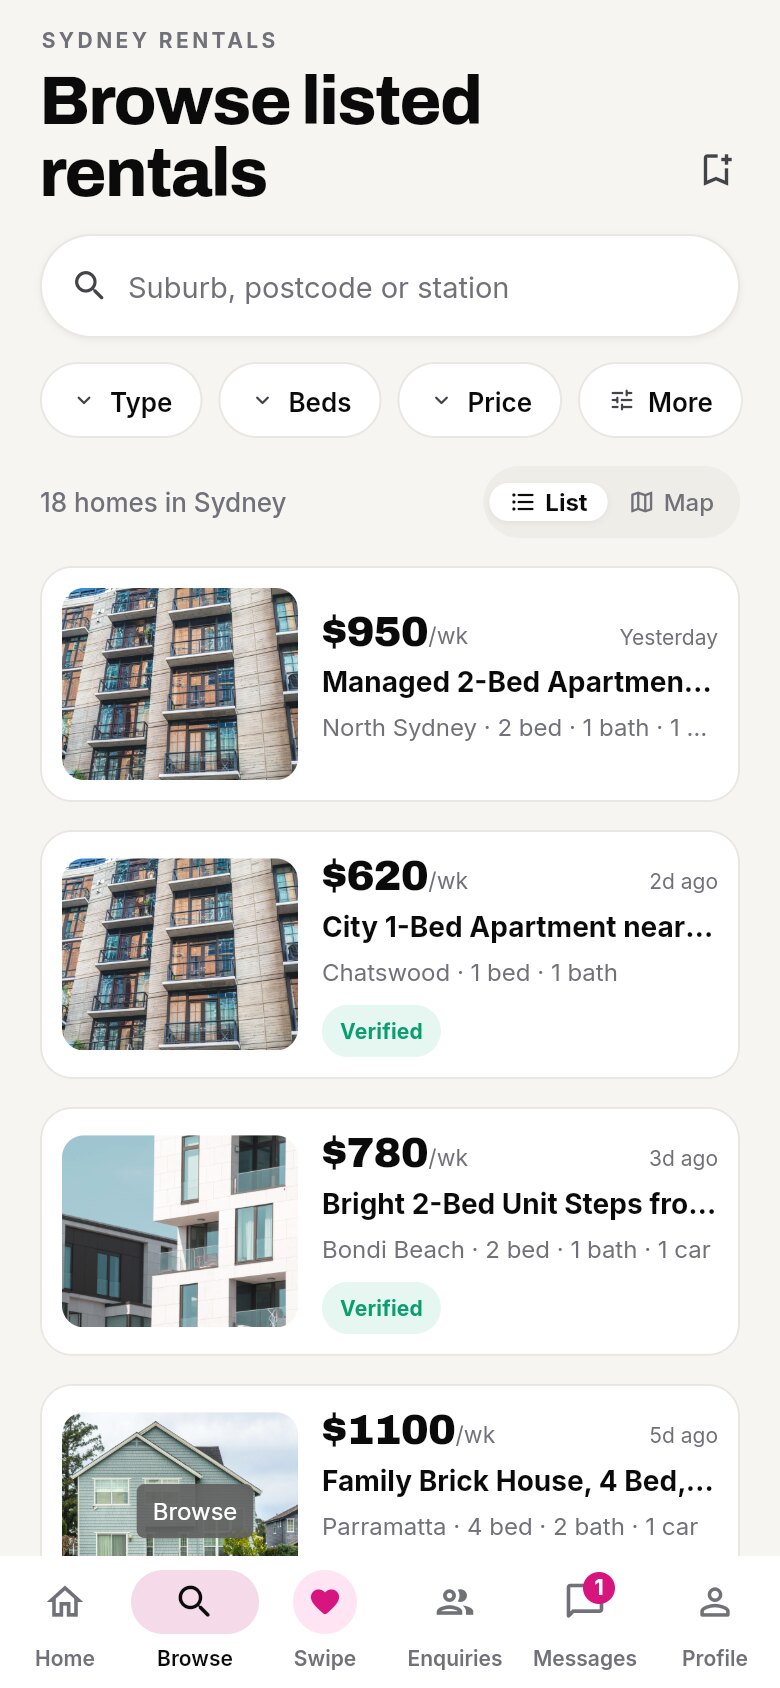 SYDNEY RENTALS
Browse listed
rentals
Suburb, postcode or station
Type
Beds
Price
More
18 homes in Sydney
List
Map
$950/wk
Yesterday
Managed 2-Bed Apartmen...
North Sydney · 2 bed · 1 bath · 1 ...
$620/wk
2d ago
City 1-Bed Apartment near...
Chatswood · 1 bed · 1 bath
Verified
$780/wk
3d ago
Bright 2-Bed Unit Steps fro...
Bondi Beach · 2 bed · 1 bath · 1 car
Verified
$1100/wk
5d ago
Family Brick House, 4 Bed,...
Parramatta · 4 bed · 2 bath · 1 car
Browse
1
Home
Browse
Swipe
Enquiries
Messages
Profile